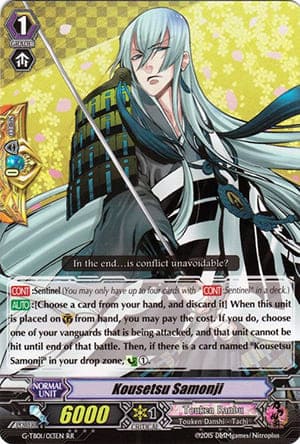 1
GRADE
0
In the end...is conflict unavoidable?
CONT :Sentinel (You may only have up to four cards with "CONT :Sentinel" in a deck.)
AUTO :[Choose a card from your hand, and discard it] When this unit
is placed on G from hand, you may pay the cost. If you do, choose
one of your vanguards that is being attacked, and that unit cannot be
hit until end of that battle. Then, if there is a card named "Kousetsu
Samonji" in your drop zone,
NORMAL
UNIT
Kousetsu Samonji
POWER
6000
1
CRITICAL
Touken Ranbu
Touken Danshi - Tachi
G-TB01/013EN RR
©2015 DMM.games/Nitroplus